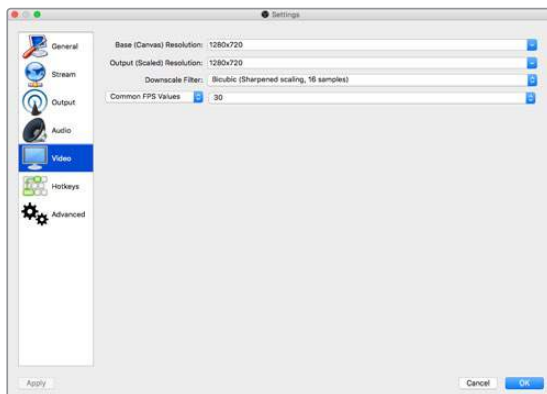 Settings
General
Stream
Output
Audio
Video
Hotkeys
Advanced
Base (Canvas) Resolution: 1280x720
Output (Scaled) Resolution: 1280x720
Downscale Filter: Bicubic (Sharpened scaling, 16 samples)
Common FPS Values 30
Apply
Cancel
OK